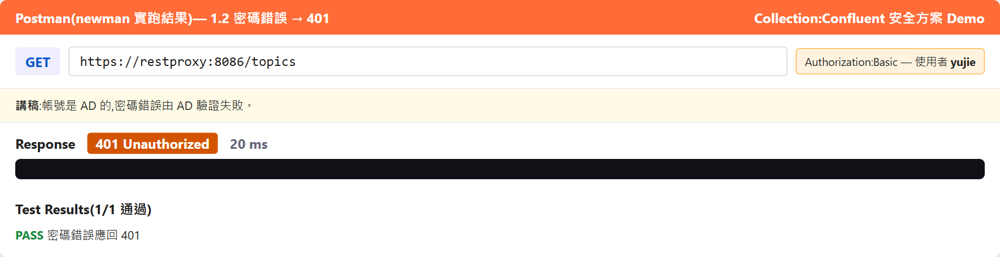 Postman(newman 實跑結果)— 1.2 密碼錯誤 → 401
Collection:Confluent 安全方案 Demo
GET
https://restproxy:8086/topics
Authorization:Basic — 使用者 yujie
講稿:帳號是 AD 的,密碼錯誤由 AD 驗證失敗。
Response 401 Unauthorized 20 ms
Test Results(1/1 通過)
PASS 密碼錯誤應回 401